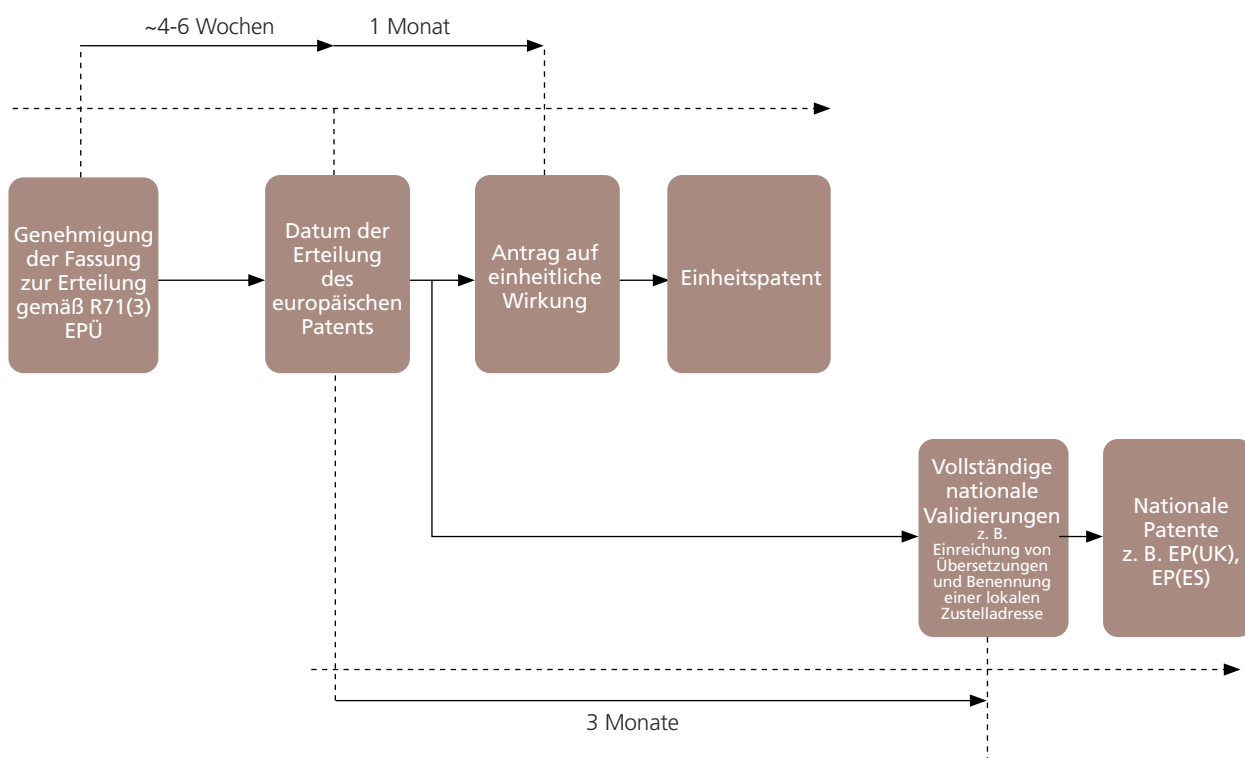 ~4-6 Wochen
1 Monat
Genehmigung
der Fassung
zur Erteilung
gemäß R71(3)
EPÜ
Datum der
Erteilung
des
europäischen
Patents
Antrag auf
einheitliche
Wirkung
Einheitspatent
Vollständige
nationale
Validierungen
z. B.
Einreichung von
Übersetzungen
und Benennung
einer lokalen
Zustelladresse
Nationale
Patente
z. B. EP(UK),
EP(ES)
3 Monate